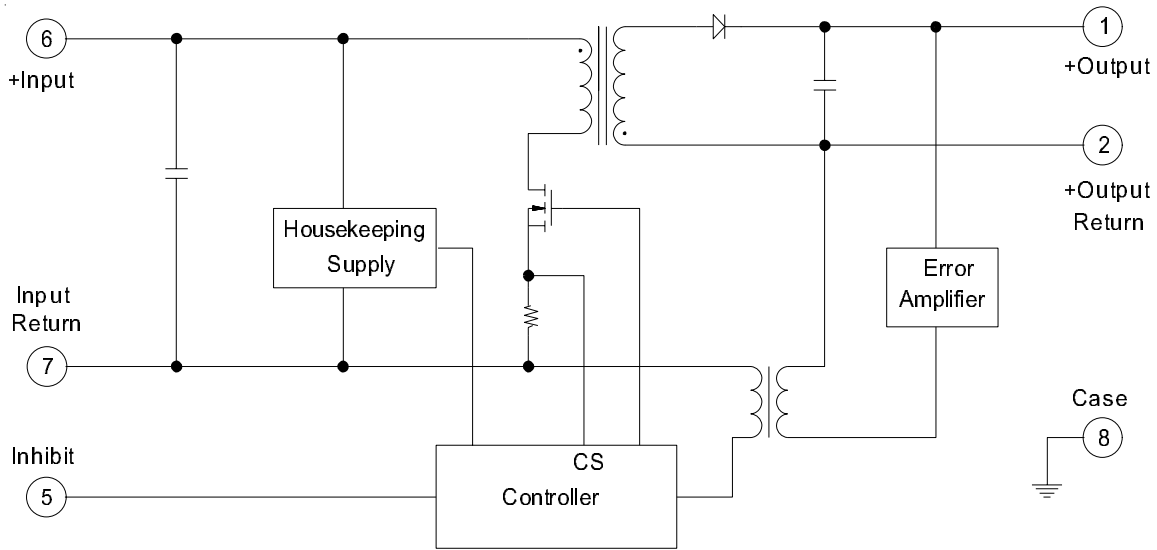 6
+Input
1
+Output
2
+Output
Return
Housekeeping
Supply
Error
Amplifier
Input
Return
7
Case
8
Inhibit
5
CS
Controller